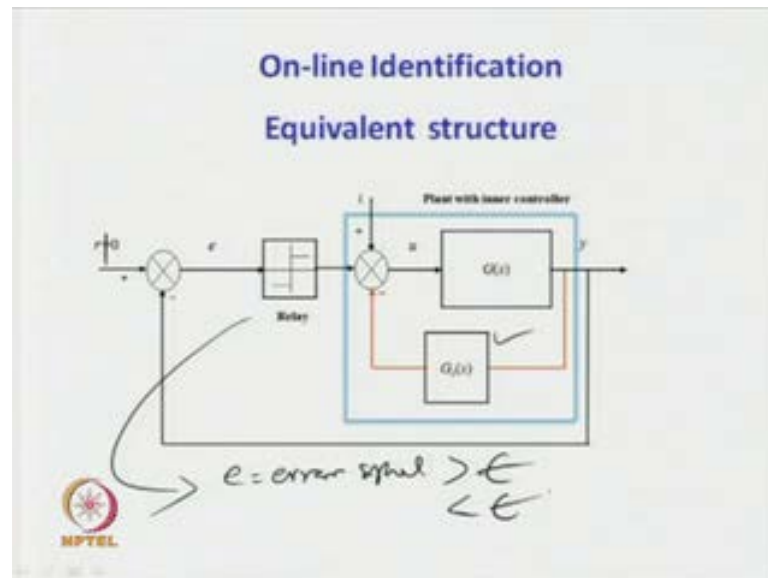 On-line Identification
Equivalent structure
Plant with inner controller
e
u
y
G(s)
Relay
e = error signal > ϵ
< ϵ
NPTEL